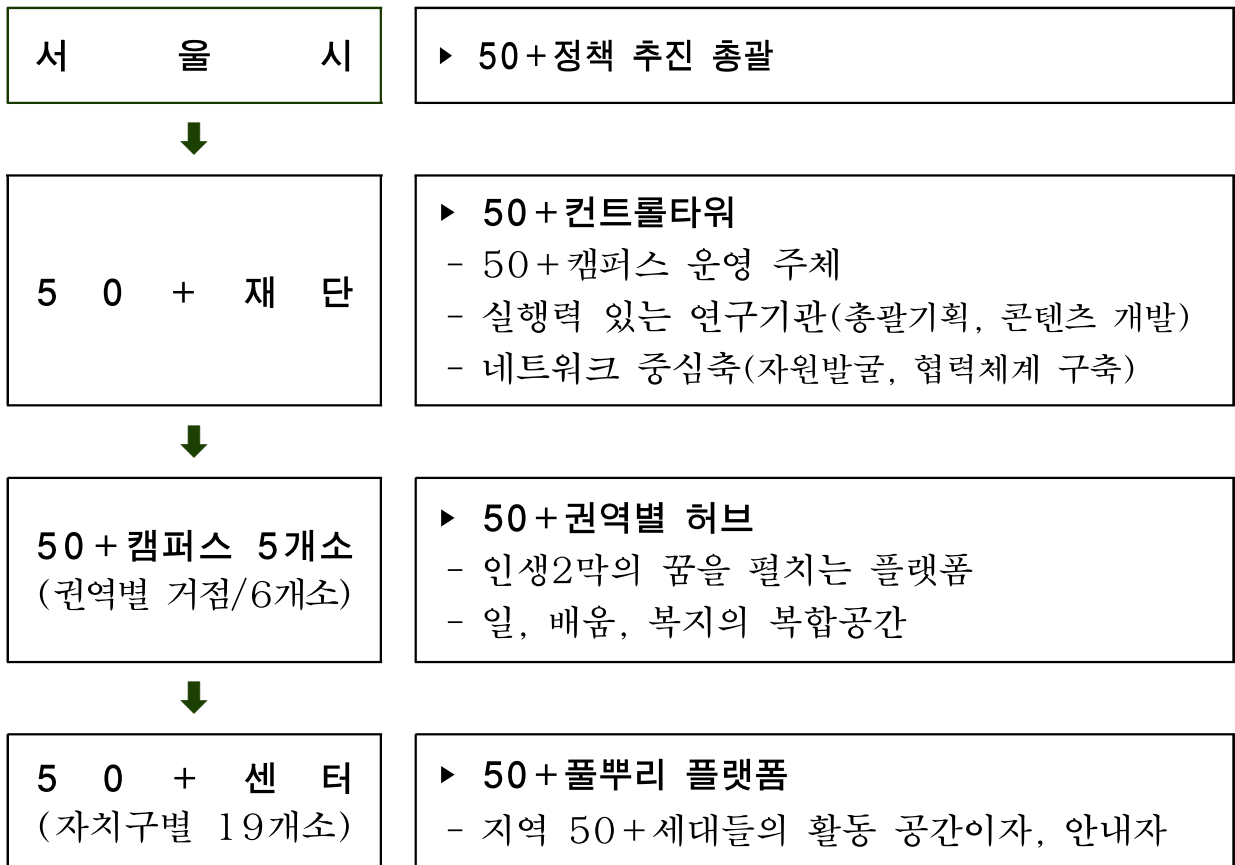 서 울 시
▶ 50+정책 추진 총괄
50+재단
▶ 50+컨트롤타워
- 50+캠퍼스 운영 주체
- 실행력 있는 연구기관(총괄기획, 콘텐츠 개발)
- 네트워크 중심축(자원발굴, 협력체계 구축)
50+캠퍼스 5개소
(권역별 거점/6개소)
▶ 50+권역별 허브
- 인생2막의 꿈을 펼치는 플랫폼
- 일, 배움, 복지의 복합공간
50+센터
(자치구별 19개소)
▶ 50+풀뿌리 플랫폼
- 지역 50+세대들의 활동 공간이자, 안내자